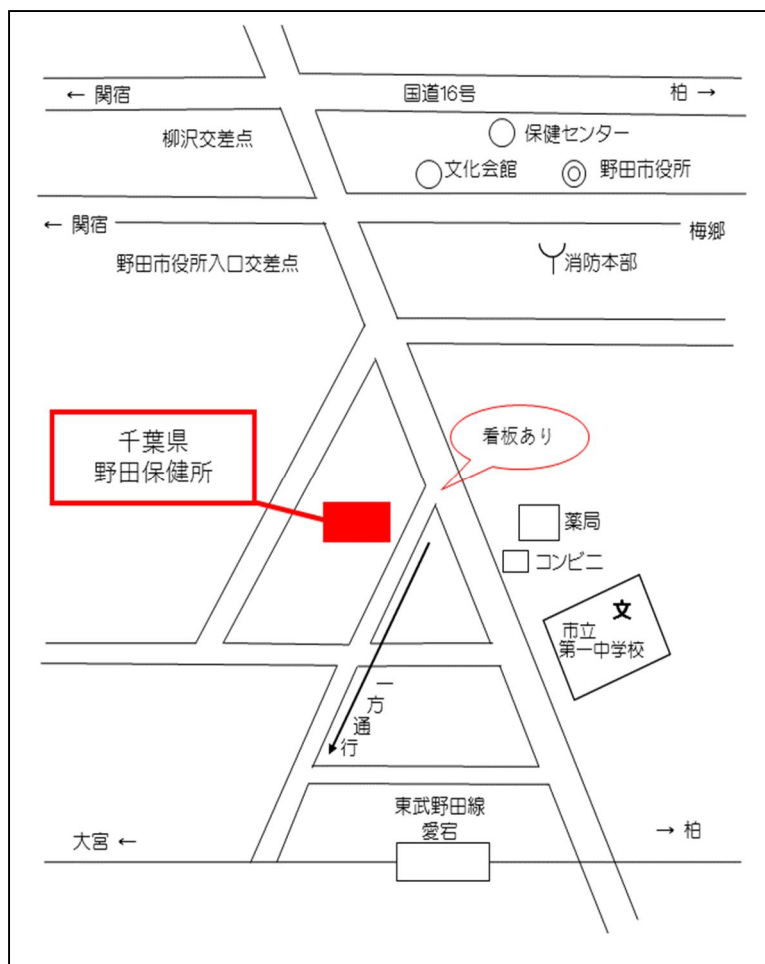 ← 関宿
国道16号
柏 →
柳沢交差点
保健センター
文化会館
野田市役所
← 関宿
梅郷
野田市役所入口交差点
消防本部
千葉県
野田保健所
看板あり
薬局
コンビニ
文
市立
第一中学校
一方通行
東武野田線
愛宕
大宮 ←
→ 柏